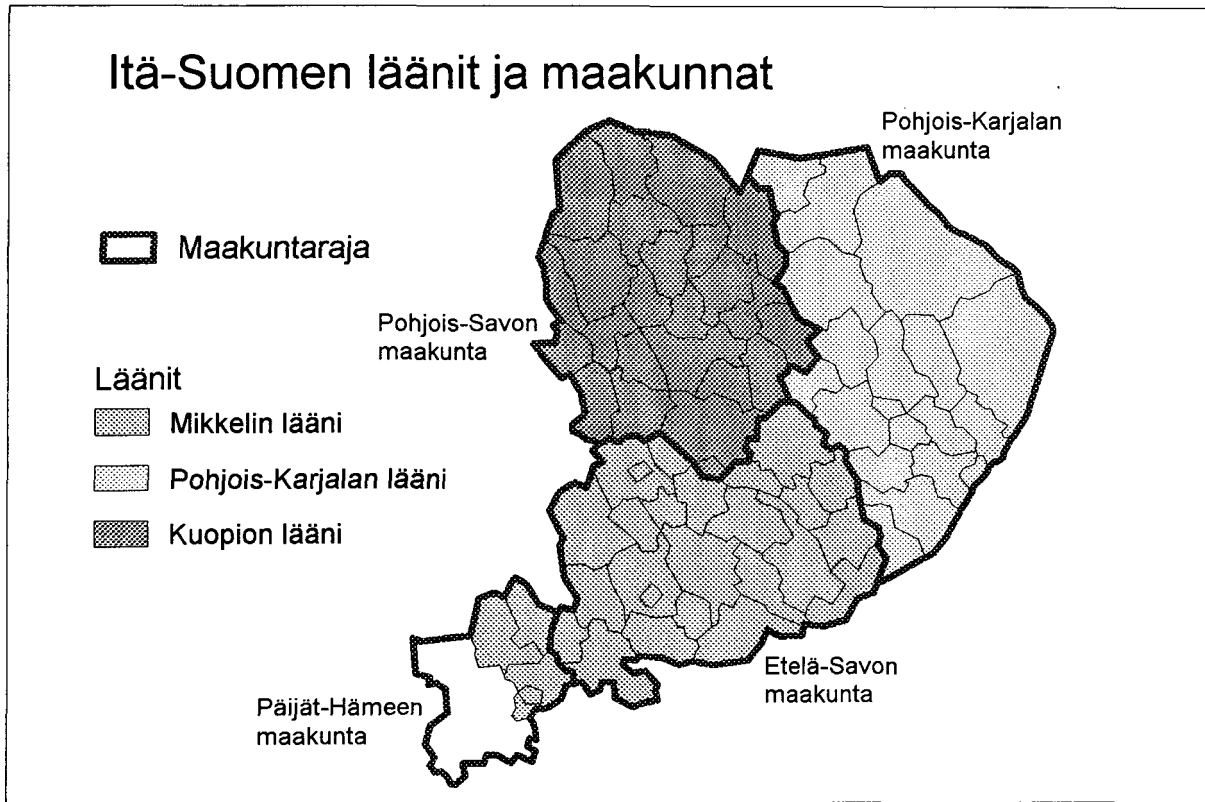 Itä-Suomen läänit ja maakunnat
Pohjois-Karjalan
maakunta
Maakuntaraja
Pohjois-Savon
maakunta
Läänit
Mikkelin lääni
Pohjois-Karjalan lääni
Kuopion lääni
Etelä-Savon
maakunta
Päijät-Hämeen
maakunta